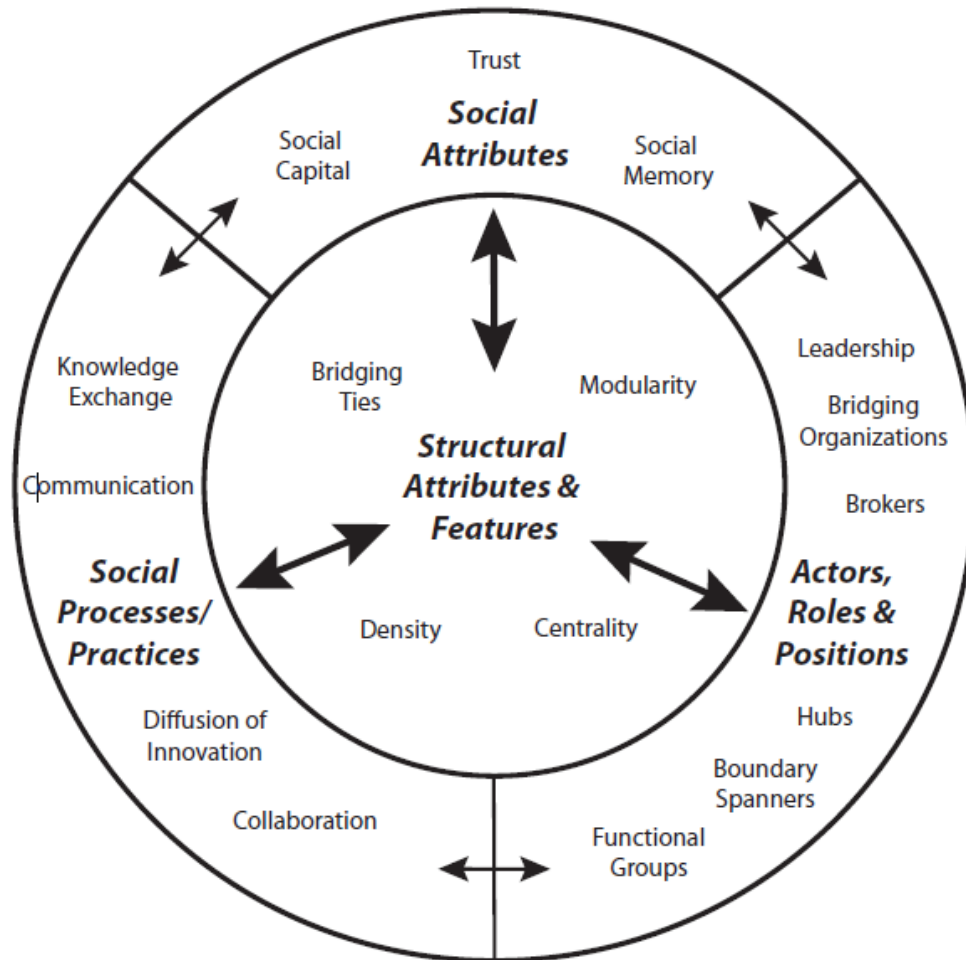 Trust
Social
Attributes
Social
Capital
Social
Memory
Knowledge
Exchange
Communication
Social
Processes/
Practices
Diffusion of
Innovation
Collaboration
Bridging
Ties
Modularity
Structural
Attributes &
Features
Density
Centrality
Leadership
Bridging
Organizations
Brokers
Actors,
Roles &
Positions
Hubs
Boundary
Spanners
Functional
Groups